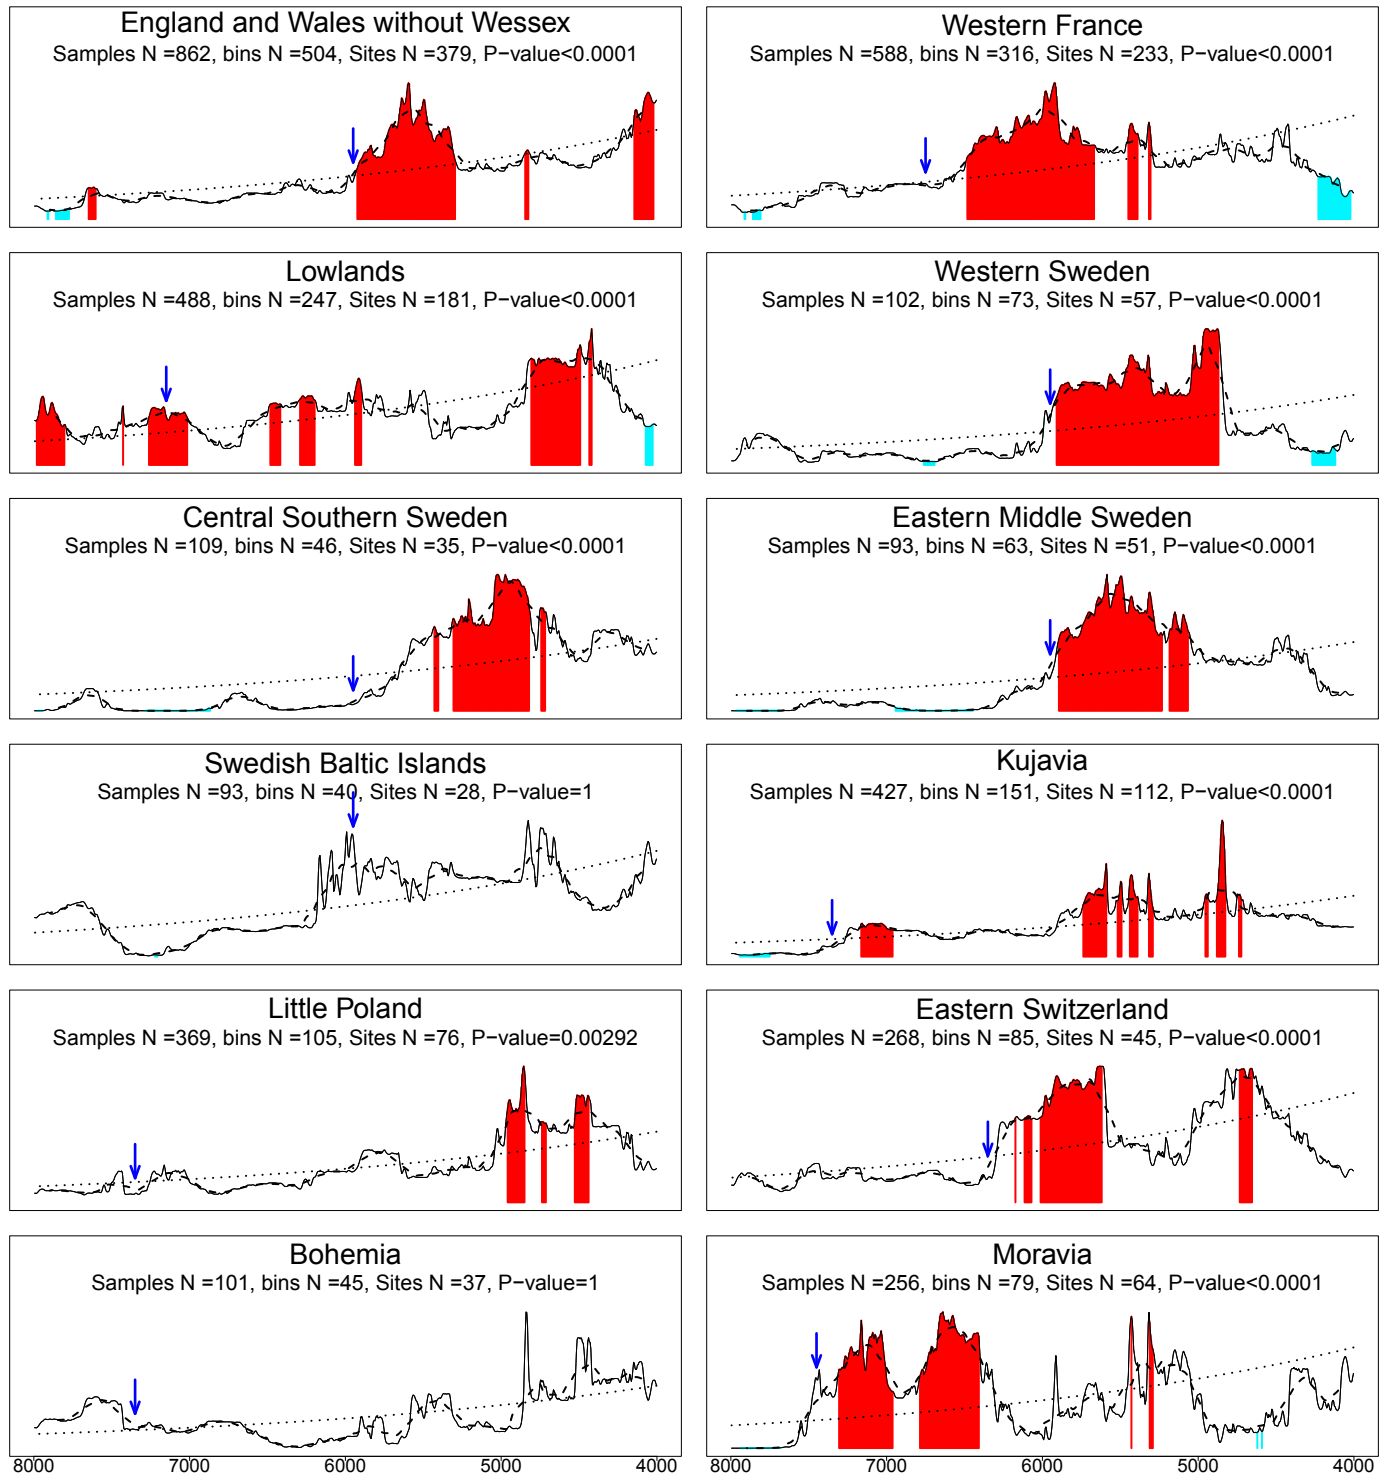 England and Wales without Wessex
Samples N =862, bins N =504, Sites N =379, P−value<0.0001
Western France
Samples N =588, bins N =316, Sites N =233, P−value<0.0001
Lowlands
Samples N =488, bins N =247, Sites N =181, P−value<0.0001
Western Sweden
Samples N =102, bins N =73, Sites N =57, P−value<0.0001
Central Southern Sweden
Samples N =109, bins N =46, Sites N =35, P−value<0.0001
Eastern Middle Sweden
Samples N =93, bins N =63, Sites N =51, P−value<0.0001
Swedish Baltic Islands
Samples N =93, bins N =40, Sites N =28, P−value=1
Kujavia
Samples N =427, bins N =151, Sites N =112, P−value<0.0001
Little Poland
Samples N =369, bins N =105, Sites N =76, P−value=0.00292
Eastern Switzerland
Samples N =268, bins N =85, Sites N =45, P−value<0.0001
Bohemia
Samples N =101, bins N =45, Sites N =37, P−value=1
Moravia
Samples N =256, bins N =79, Sites N =64, P−value<0.0001
8000 7000 6000 5000 4000
8000 7000 6000 5000 4000